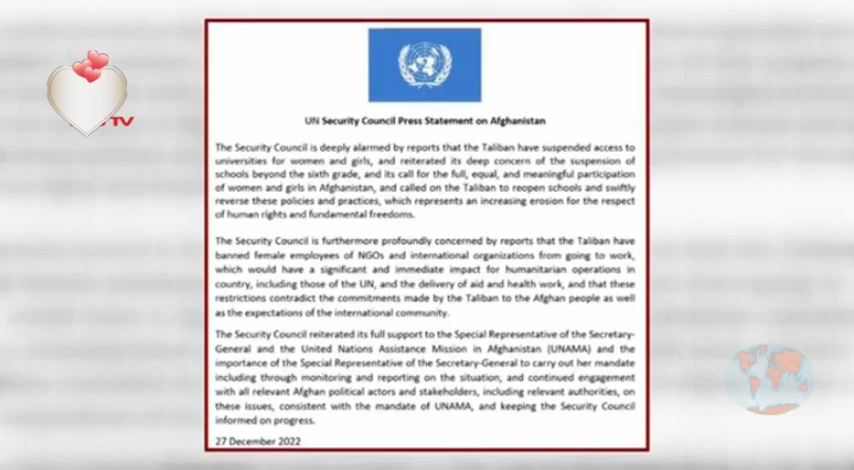 TV
UN Security Council Press Statement on Afghanistan
The Security Council is deeply alarmed by reports that the Taliban have suspended access to
universities for women and girls, and reiterated its deep concern of the suspension of
schools beyond the sixth grade, and its call for the full, equal, and meaningful participation
of women and girls in Afghanistan, and called on the Taliban to reopen schools and swiftly
reverse these policies and practices, which represents an increasing erosion for the respect
of human rights and fundamental freedoms.
The Security Council is furthermore profoundly concerned by reports that the Taliban have
banned female employees of NGOs and international organizations from going to work,
which would have a significant and immediate impact for humanitarian operations in
country, including those of the UN, and the delivery of aid and health work, and that these
restrictions contradict the commitments made by the Taliban to the Afghan people as well
as the expectations of the international community.
The Security Council reiterated its full support to the Special Representative of the Secretary-
General and the United Nations Assistance Mission in Afghanistan (UNAMA) and the
importance of the Special Representative of the Secretary-General to carry out her mandate
including through monitoring and reporting on the situation, and continued engagement
with all relevant Afghan political actors and stakeholders, including relevant authorities, on
these issues, consistent with the mandate of UNAMA, and keeping the Security Council
informed on progress.
27 December 2022